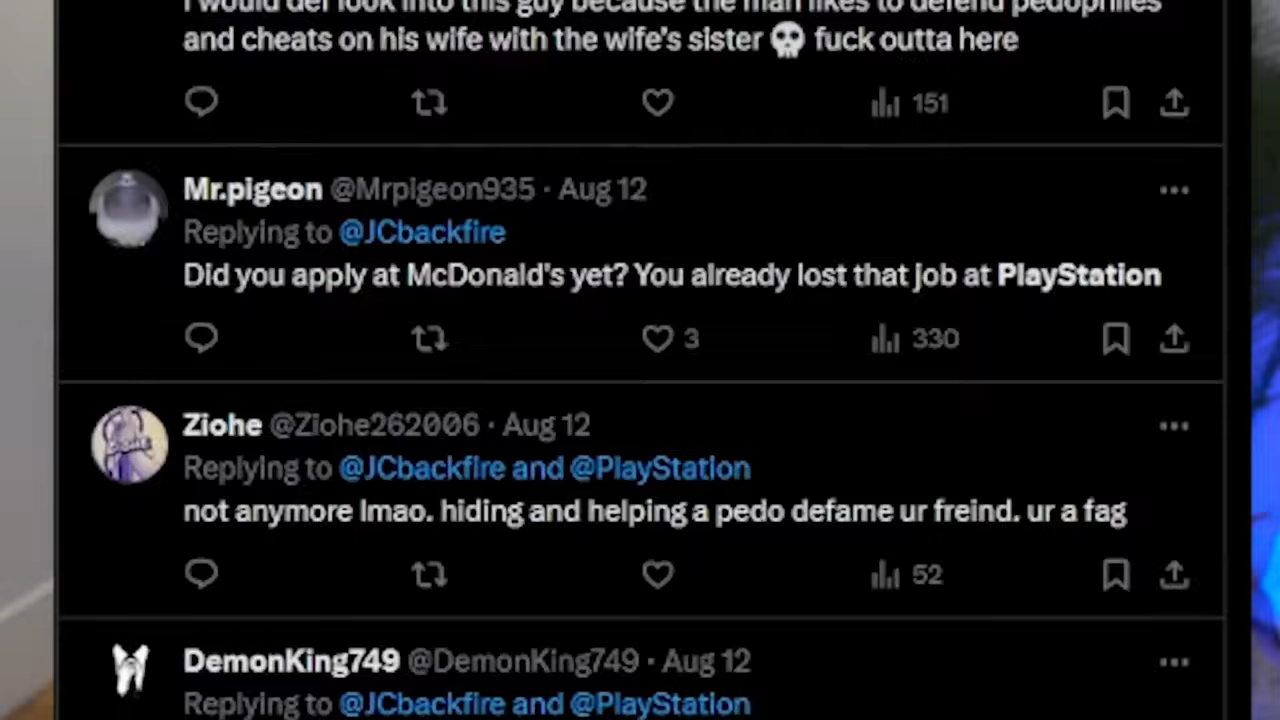 I would def look into this guy because the man likes to defend pedophiles
and cheats on his wife with the wife's sister 💀 fuck outta here
151
Mr.pigeon @Mrpigeon935 · Aug 12
Replying to @JCbackfire
Did you apply at McDonald's yet? You already lost that job at PlayStation
3 330
Ziohe @Ziohe262006 · Aug 12
Replying to @JCbackfire and @PlayStation
not anymore lmao. hiding and helping a pedo defame ur freind. ur a fag
52
DemonKing749 @DemonKing749 · Aug 12
Replying to @JCbackfire and @PlayStation